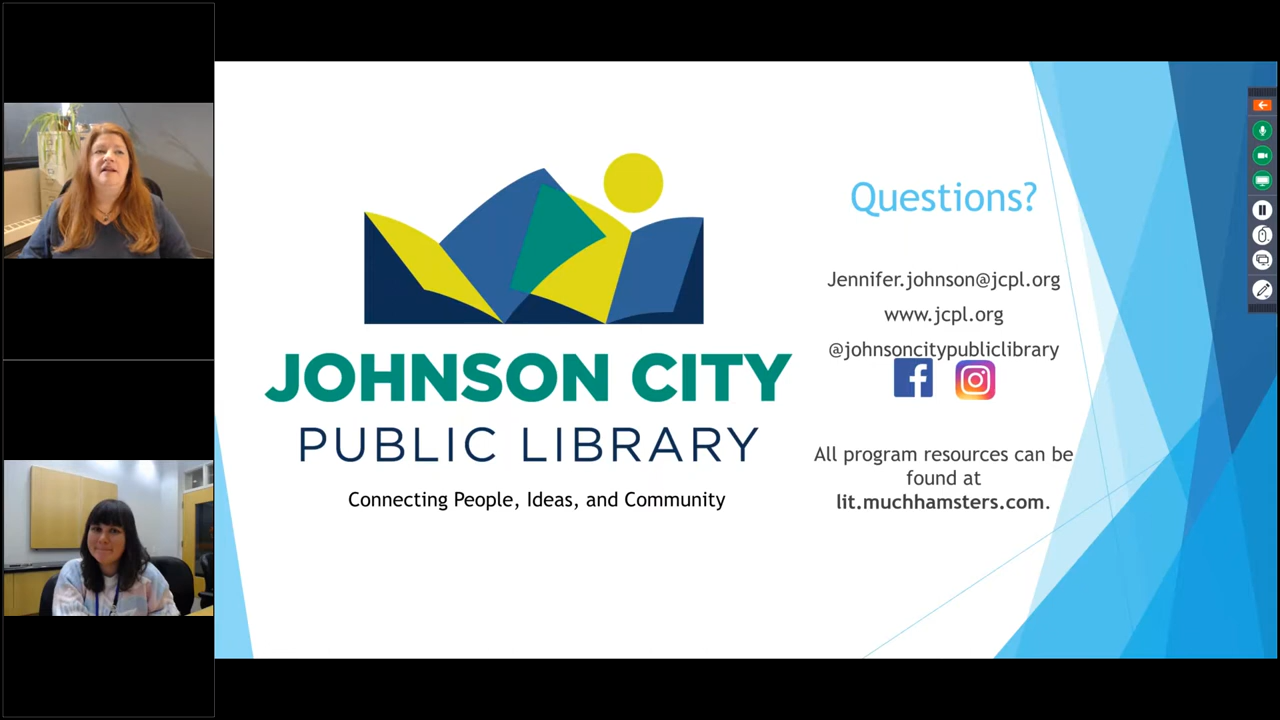 JOHNSON CITY
PUBLIC LIBRARY
Connecting People, Ideas, and Community
Questions?
Jennifer.johnson@jcpl.org
www.jcpl.org
@johnsoncitypubliclibrary
All program resources can be
found at
lit.muchhamsters.com.